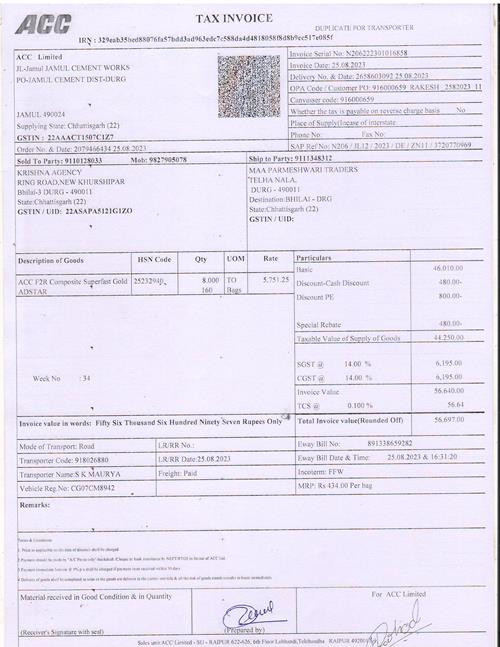 ACC
TAX INVOICE
DUPLICATE FOR TRANSPORTER
IRN : 329eab35bed88076fa57bdd3ad963edc7c588da4d4818058f8d8b9cc517e085f
ACC Limited
JL-Jamul JAMUL CEMENT WORKS
PO-JAMUL CEMENT DIST-DURG
JAMUL 490024
Supplying State: Chhattisgarh (22)
GSTIN : 22AAACT1507C1Z7
Order No. & Date: 2079466434 25.08.2023
Invoice Serial No: N206222301016858
Invoice Date: 25.08.2023
Delivery No. & Date: 2658603092 25.08.2023
OPA Code / Customer PO: 916000659 RAKESH_2582023_11
Canvasser code: 916000659
Whether the tax is payable on reverse charge basis No
Place of Supply(Incase of interstate
Phone No: Fax No:
SAP Ref No: N206 / JL12 / 2023 / DE / ZN11 / 3720770969
Sold To Party: 9110128033 Mob: 9827905078
KRISHNA AGENCY
RING ROAD,NEW KHURSHIPAR
Bhilai-3 DURG - 490011
State:Chhattisgarh (22)
GSTIN / UID: 22ASAPA5121G1ZO
Ship to Party: 9111348312
MAA PARMESHWARI TRADERS
TELHA NALA,
DURG - 490011
Destination:BHILAI - DRG
State:Chhattisgarh (22)
GSTIN / UID:
Description of Goods HSN Code Qty UOM Rate Particulars
ACC F2R Composite Superfast Gold 25232940 8.000 TO 5,751.25
ADSTAR 160 Bags
Basic 46,010.00
Discount-Cash Discount 480.00-
Discount PE 800.00-
Special Rebate 480.00-
Taxable Value of Supply of Goods 44,250.00
SGST @ 14.00 % 6,195.00
CGST @ 14.00 % 6,195.00
Invoice Value 56,640.00
TCS @ 0.100 % 56.64
Week No : 34
Invoice value in words: Fifty Six Thousand Six Hundred Ninety Seven Rupees Only
Total Invoice value(Rounded Off) 56,697.00
Mode of Transport: Road LR/RR No.: Eway Bill No: 891338659282
Transporter Code: 918026880 LR/RR Date:25.08.2023 Eway Bill Date & Time: 25.08.2023 & 16:31:20
Transporter Name:S K MAURYA Freight: Paid Incoterm: FFW
Vehicle Reg.No: CG07CM8942 MRP: Rs 434.00 Per bag
Remarks:
Terms & Conditions
Material received in Good Condition & in Quantity
For ACC Limited
(Receiver's Signature with seal)
(Prepared by)
Sales unit:ACC Limited - SU - RAIPUR 622-626, 6th Floor Lalbandi,Telibandha RAIPUR